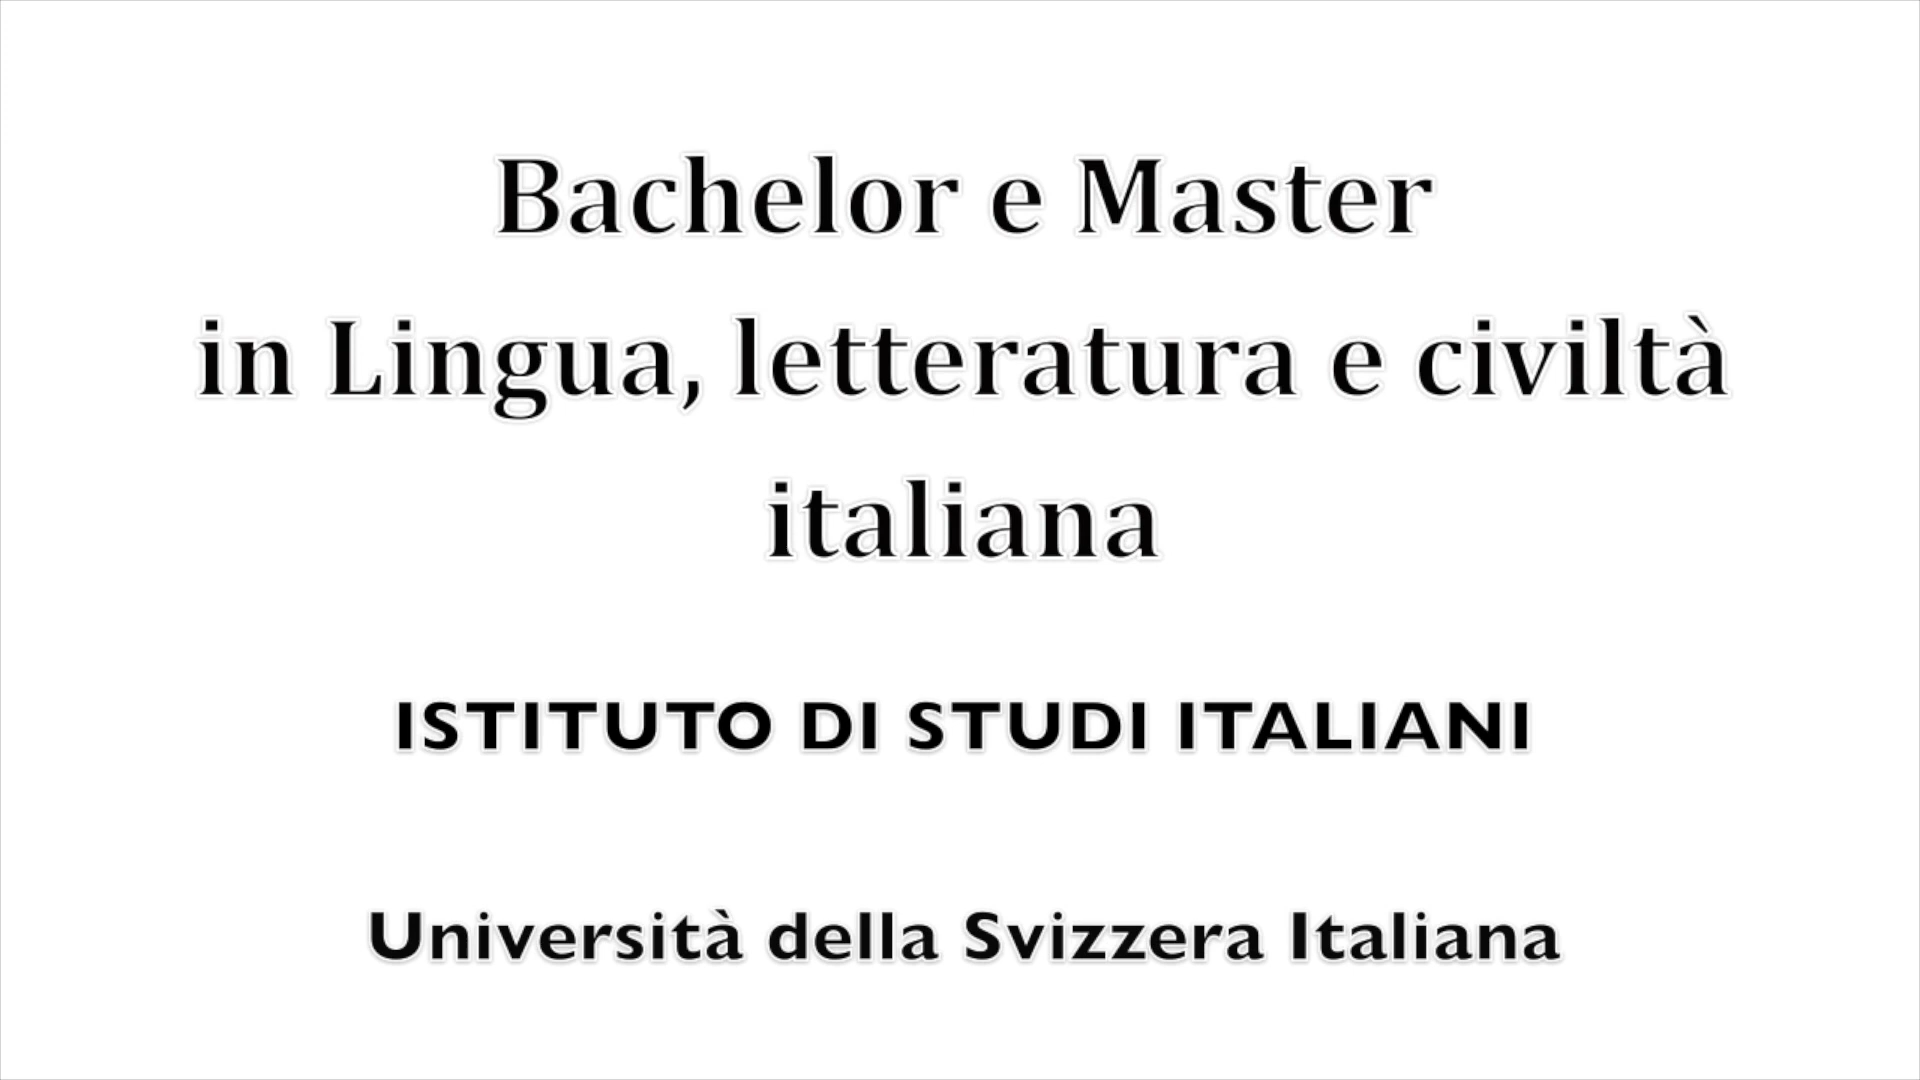 Bachelor e Master
in Lingua, letteratura e civiltà
italiana
ISTITUTO DI STUDI ITALIANI
Università della Svizzera Italiana